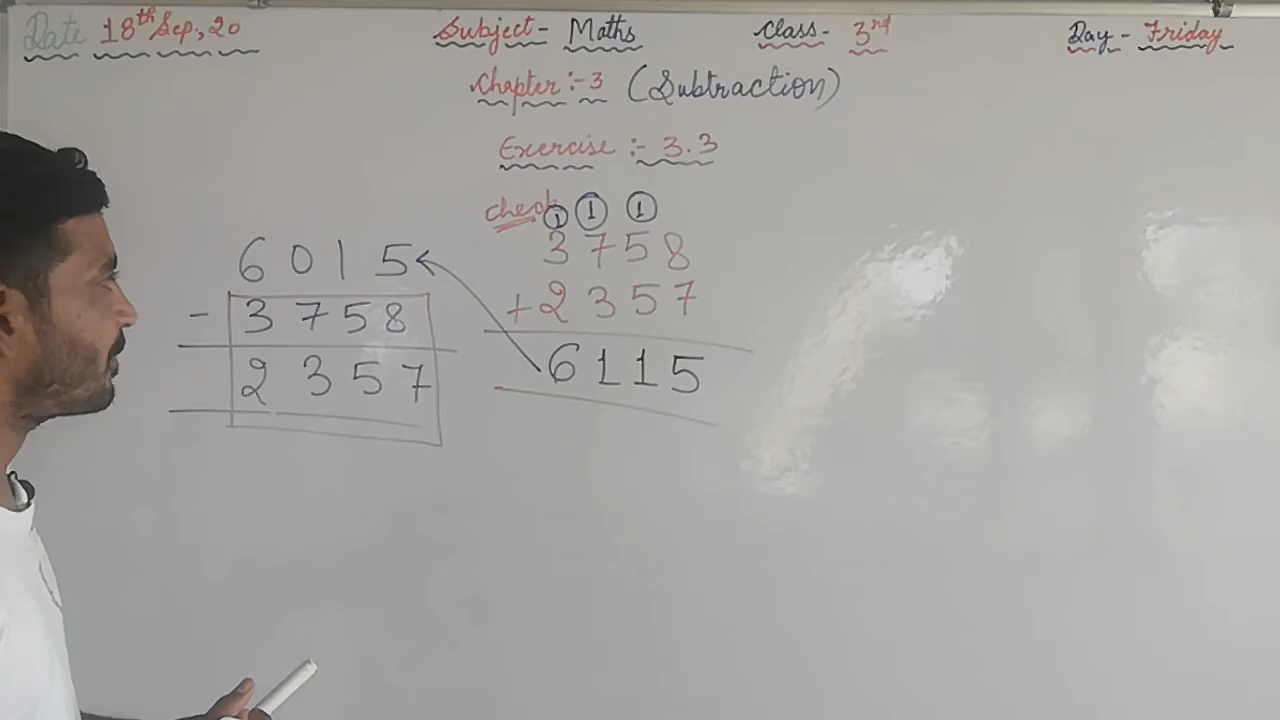 Date 18th Sep, 20 Subject- Maths Class- 3rd Day- Friday
Chapter :- 3 (Subtraction)
Exercise :- 3.3
check
1 1 1
6015
- 3758
2357
3758
+2357
6115